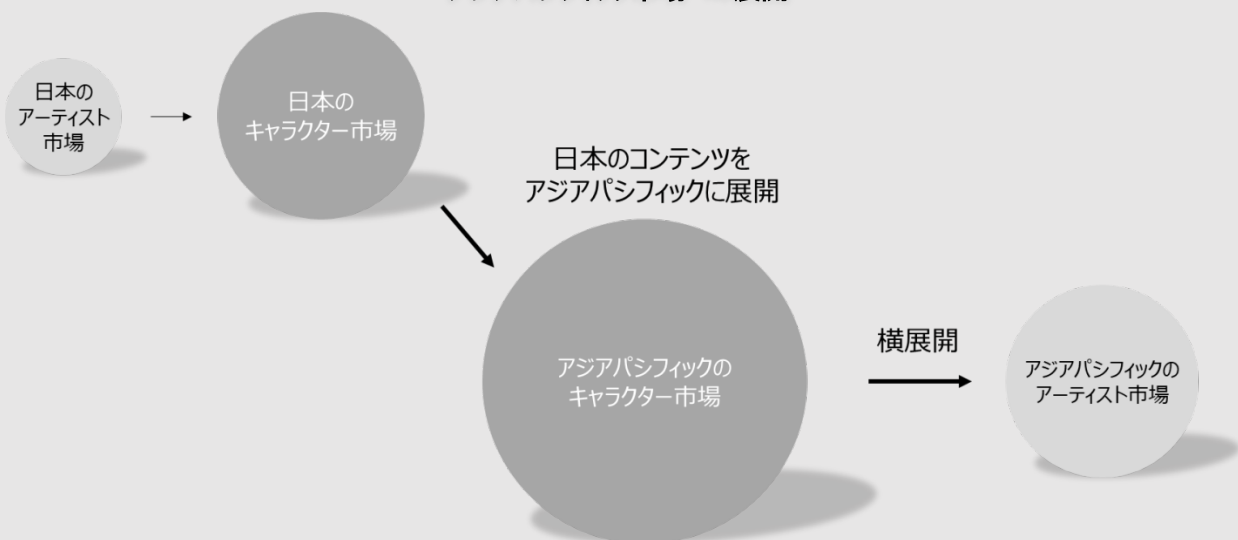 日本の
アーティスト
市場
日本の
キャラクター市場
日本のコンテンツを
アジアパシフィックに展開
アジアパシフィックの
キャラクター市場
横展開
アジアパシフィックの
アーティスト市場